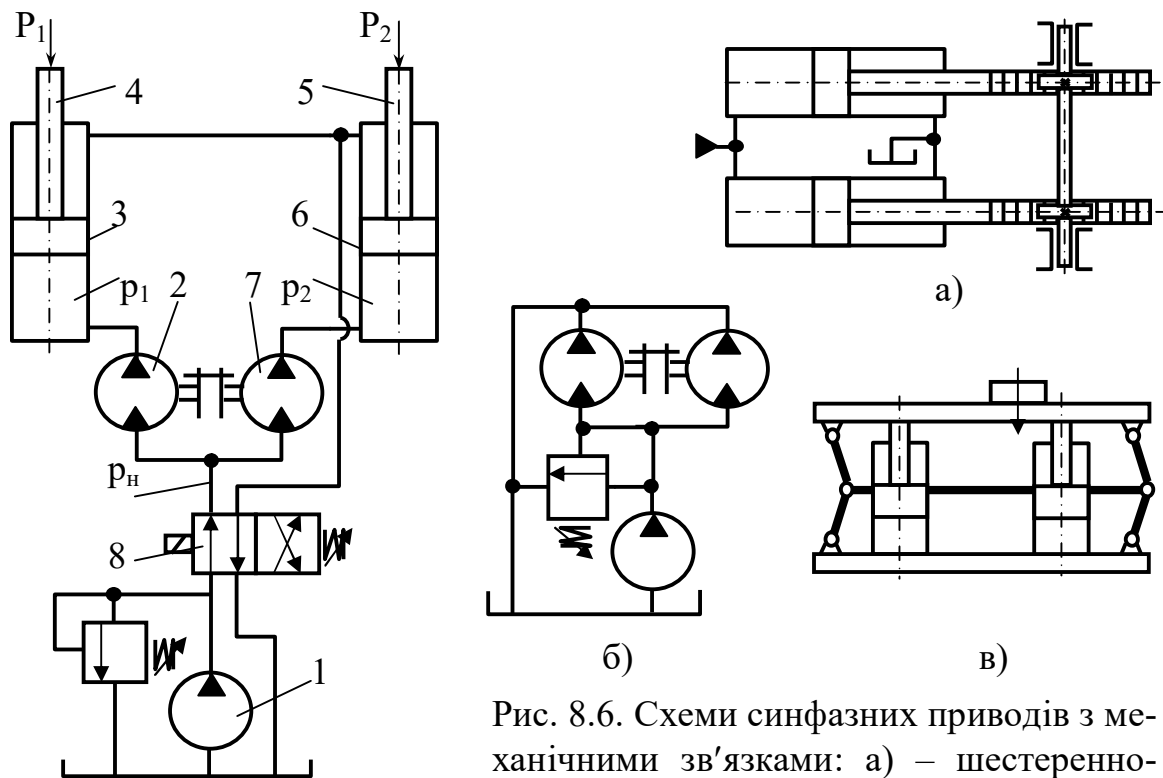 P₁
P₂
4
5
3
6
p₁
2
7
p₂
pн
8
1
а)
б)
в)
Рис. 8.6. Схеми синфазних приводів з ме-
ханічними зв′язками: а) – шестеренно-